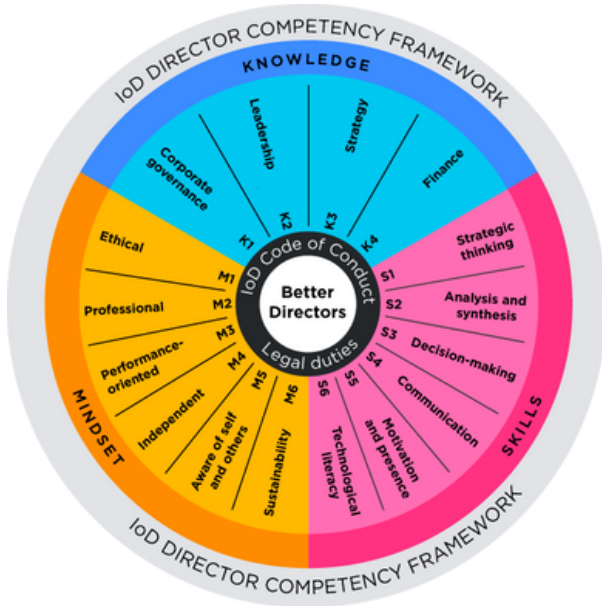 IoD DIRECTOR COMPETENCY FRAMEWORK
KNOWLEDGE
Corporate
governance
K1
Leadership
K2
Strategy
K3
Finance
K4
SKILLS
Strategic
thinking
S1
Analysis and
synthesis
S2
Decision-making
S3
Communication
S4
Motivation
and presence
S5
Technological
literacy
S6
MINDSET
Ethical
M1
Professional
M2
Performance-
oriented
M3
Independent
M4
Aware of self
and others
M5
Sustainability
M6
IoD Code of Conduct
Better
Directors
Legal duties
IoD DIRECTOR COMPETENCY FRAMEWORK